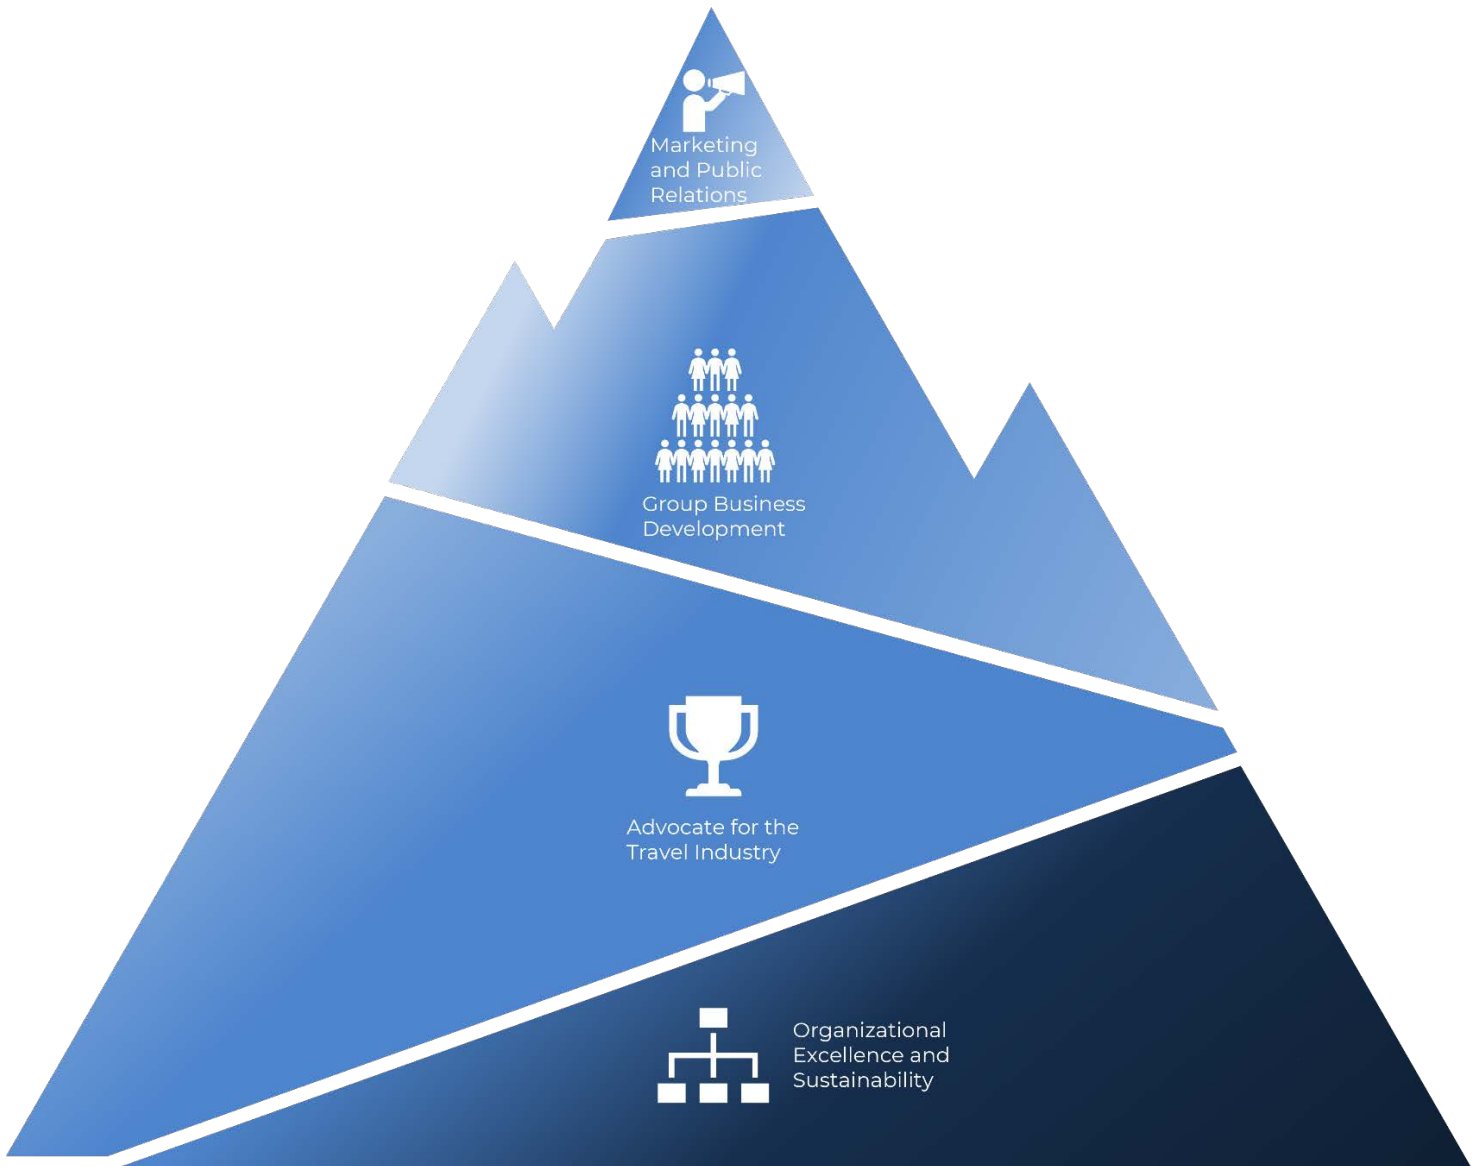 Marketing
and Public
Relations
Group Business
Development
Advocate for the
Travel Industry
Organizational
Excellence and
Sustainability